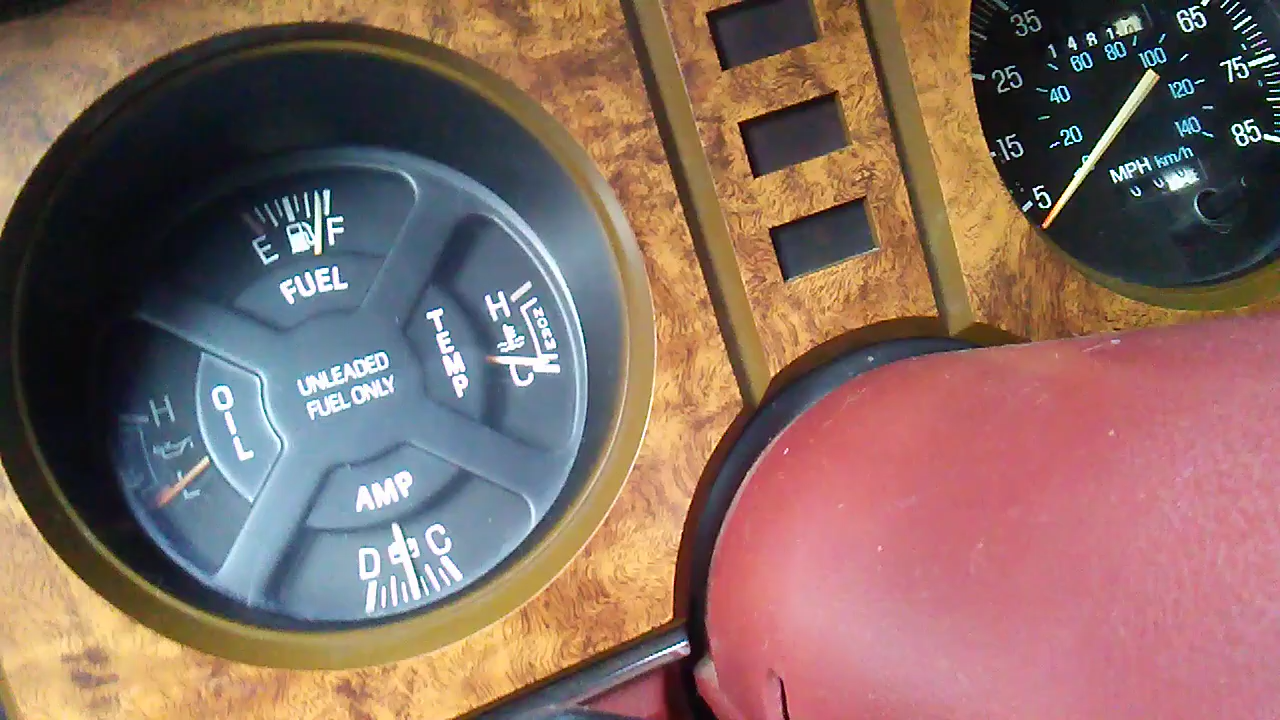 E F
FUEL
H
C
TEMP
UNLEADED
FUEL ONLY
OIL
H
L
AMP
D C
5
15
25
35
65
75
85
20
40
60
80
100
120
140
MPH km/h